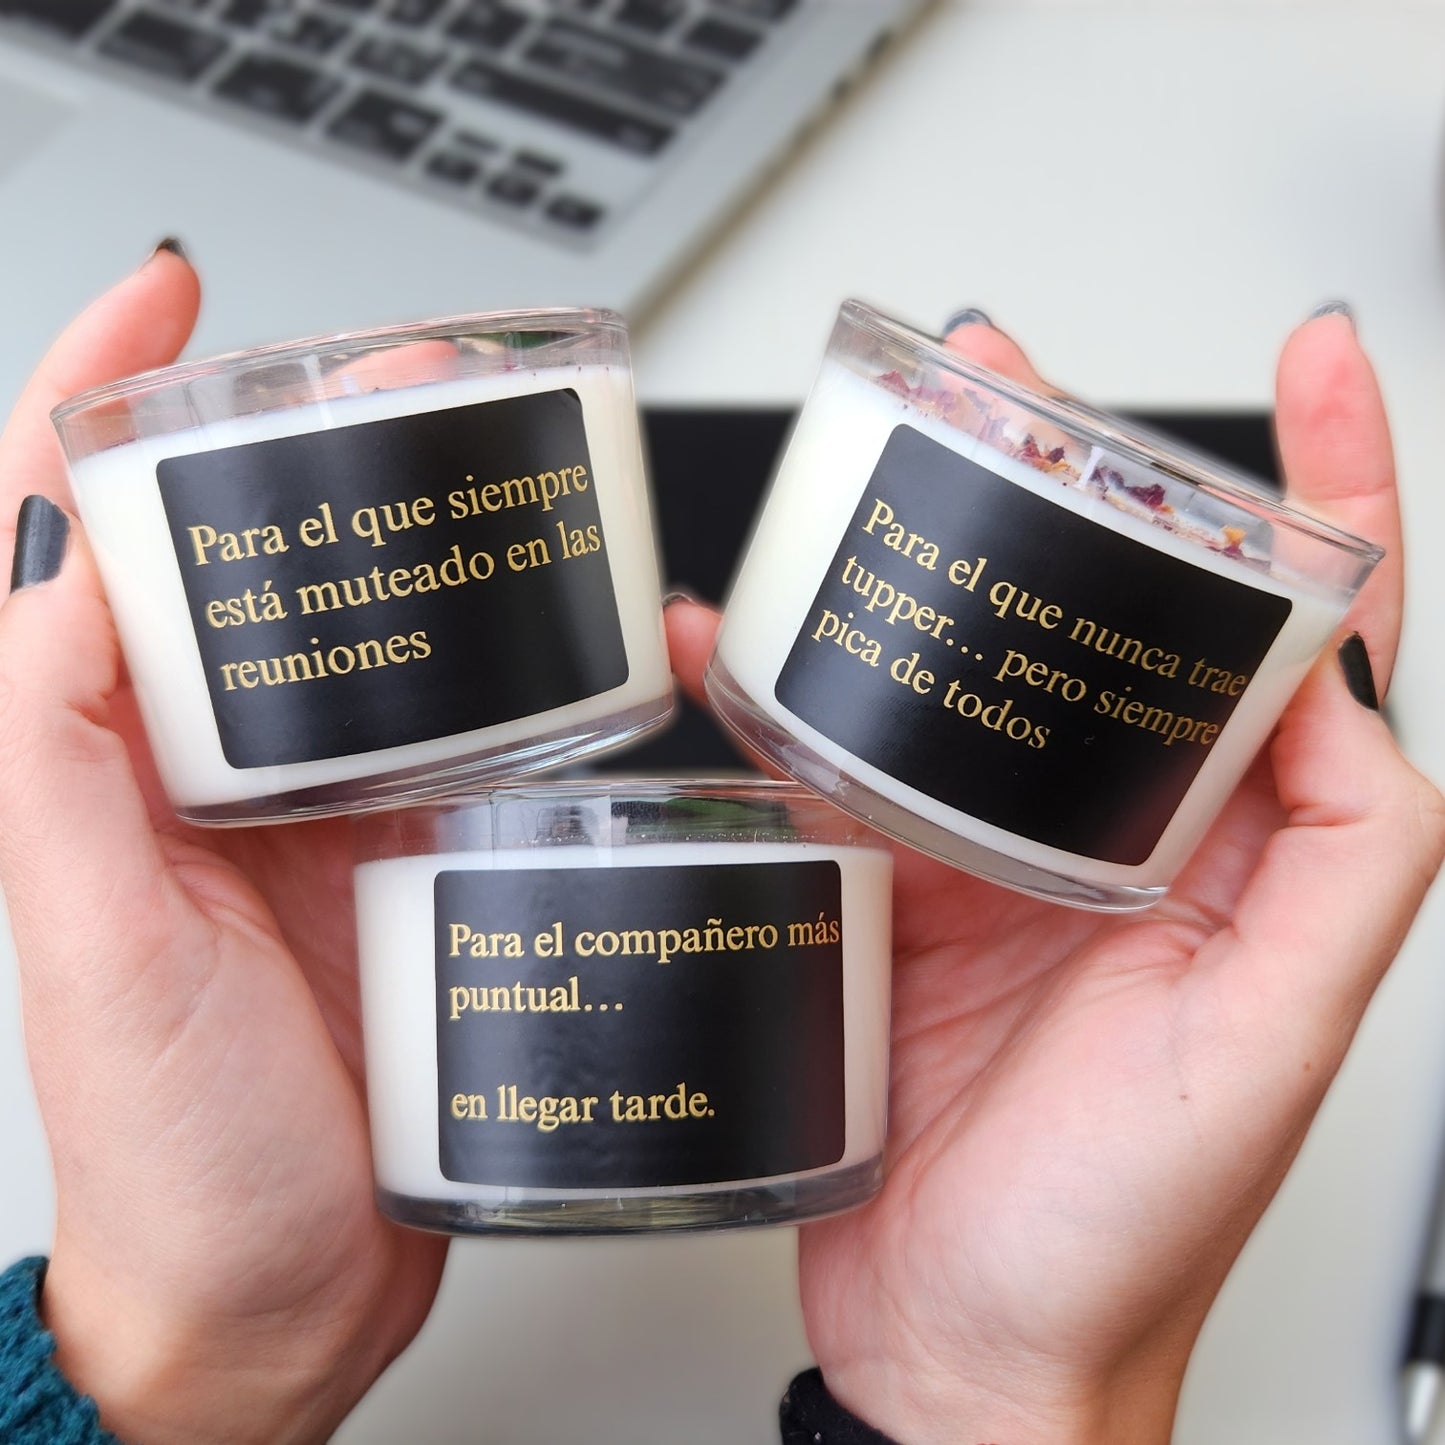 Para el que siempre
está muteado en las
reuniones
Para el que nunca trae
tupper... pero siempre
pica de todos
Para el compañero más
puntual...
en llegar tarde.